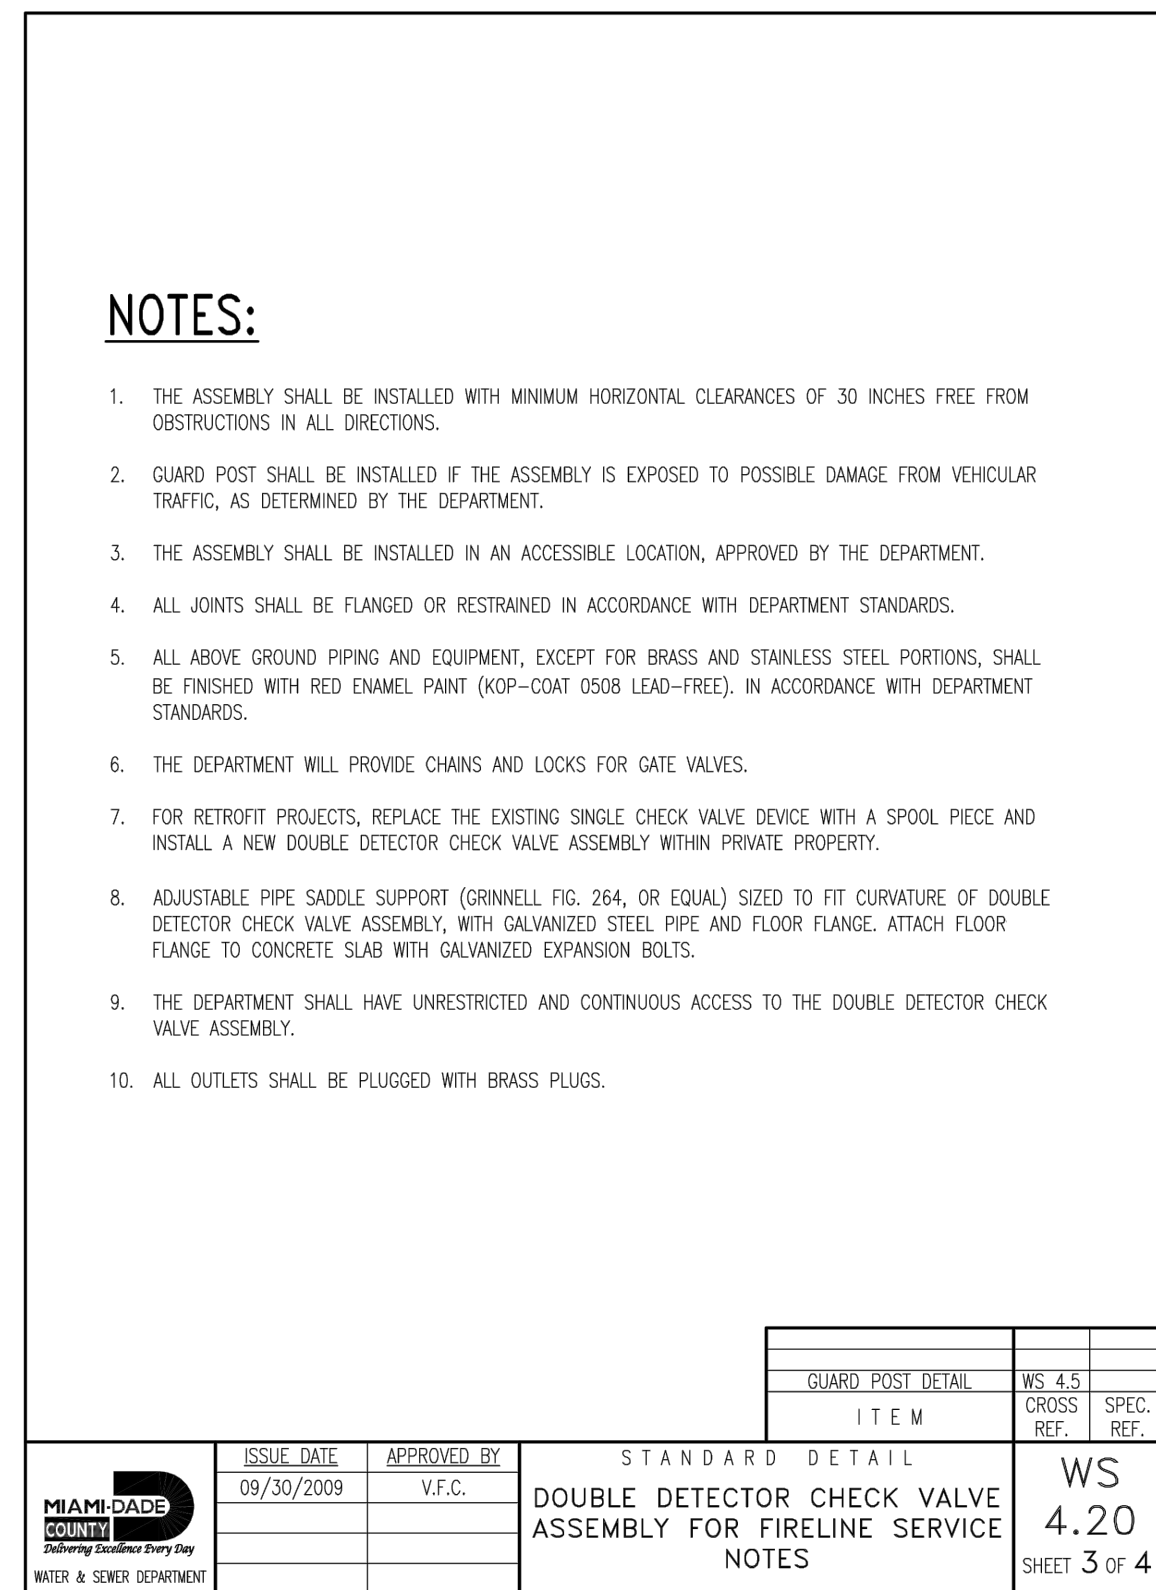 NOTES:
1. THE ASSEMBLY SHALL BE INSTALLED WITH MINIMUM HORIZONTAL CLEARANCES OF 30 INCHES FREE FROM
OBSTRUCTIONS IN ALL DIRECTIONS.
2. GUARD POST SHALL BE INSTALLED IF THE ASSEMBLY IS EXPOSED TO POSSIBLE DAMAGE FROM VEHICULAR
TRAFFIC, AS DETERMINED BY THE DEPARTMENT.
3. THE ASSEMBLY SHALL BE INSTALLED IN AN ACCESSIBLE LOCATION, APPROVED BY THE DEPARTMENT.
4. ALL JOINTS SHALL BE FLANGED OR RESTRAINED IN ACCORDANCE WITH DEPARTMENT STANDARDS.
5. ALL ABOVE GROUND PIPING AND EQUIPMENT, EXCEPT FOR BRASS AND STAINLESS STEEL PORTIONS, SHALL
BE FINISHED WITH RED ENAMEL PAINT (KOP-COAT 0508 LEAD-FREE). IN ACCORDANCE WITH DEPARTMENT
STANDARDS.
6. THE DEPARTMENT WILL PROVIDE CHAINS AND LOCKS FOR GATE VALVES.
7. FOR RETROFIT PROJECTS, REPLACE THE EXISTING SINGLE CHECK VALVE DEVICE WITH A SPOOL PIECE AND
INSTALL A NEW DOUBLE DETECTOR CHECK VALVE ASSEMBLY WITHIN PRIVATE PROPERTY.
8. ADJUSTABLE PIPE SADDLE SUPPORT (GRINNELL FIG. 264, OR EQUAL) SIZED TO FIT CURVATURE OF DOUBLE
DETECTOR CHECK VALVE ASSEMBLY, WITH GALVANIZED STEEL PIPE AND FLOOR FLANGE. ATTACH FLOOR
FLANGE TO CONCRETE SLAB WITH GALVANIZED EXPANSION BOLTS.
9. THE DEPARTMENT SHALL HAVE UNRESTRICTED AND CONTINUOUS ACCESS TO THE DOUBLE DETECTOR CHECK
VALVE ASSEMBLY.
10. ALL OUTLETS SHALL BE PLUGGED WITH BRASS PLUGS.
GUARD POST DETAIL WS 4.5
ITEM
CROSS REF.
SPEC. REF.
MIAMI-DADE
COUNTY
Delivering Excellence Every Day
WATER & SEWER DEPARTMENT
ISSUE DATE APPROVED BY
09/30/2009 V.F.C.
STANDARD DETAIL
DOUBLE DETECTOR CHECK VALVE
ASSEMBLY FOR FIRELINE SERVICE
NOTES
WS
4.20
SHEET 3 OF 4